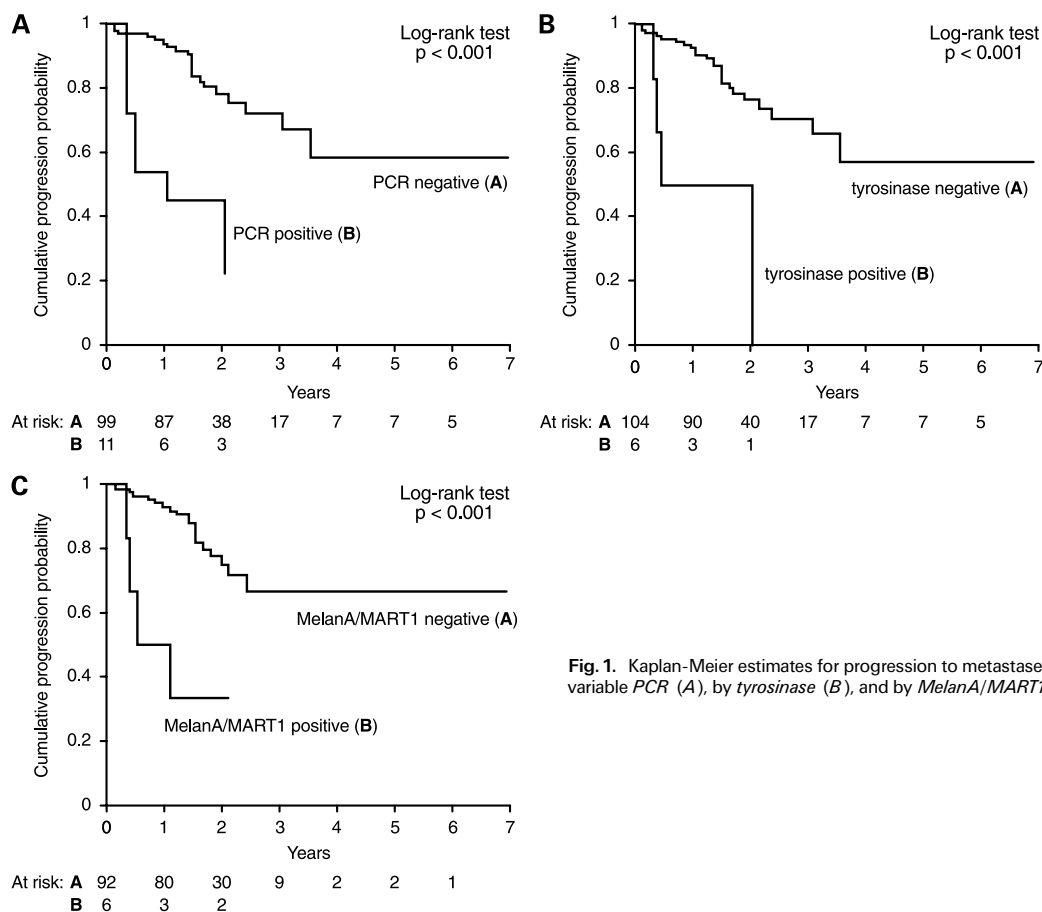 A
Log-rank test
p < 0.001
Cumulative progression probability
1
0.8
0.6
0.4
0.2
0
PCR negative (A)
PCR positive (B)
0 1 2 3 4 5 6 7
Years
At risk: A 99 87 38 17 7 7 5
B 11 6 3
B
Log-rank test
p < 0.001
Cumulative progression probability
1
0.8
0.6
0.4
0.2
0
tyrosinase negative (A)
tyrosinase positive (B)
0 1 2 3 4 5 6 7
Years
At risk: A 104 90 40 17 7 7 5
B 6 3 1
C
Log-rank test
p < 0.001
Cumulative progression probability
1
0.8
0.6
0.4
0.2
0
MelanA/MART1 negative (A)
MelanA/MART1 positive (B)
0 1 2 3 4 5 6 7
Years
At risk: A 92 80 30 9 2 2 1
B 6 3 2
Fig. 1. Kaplan-Meier estimates for progression to metastase
variable PCR (A), by tyrosinase (B), and by MelanA/MART1